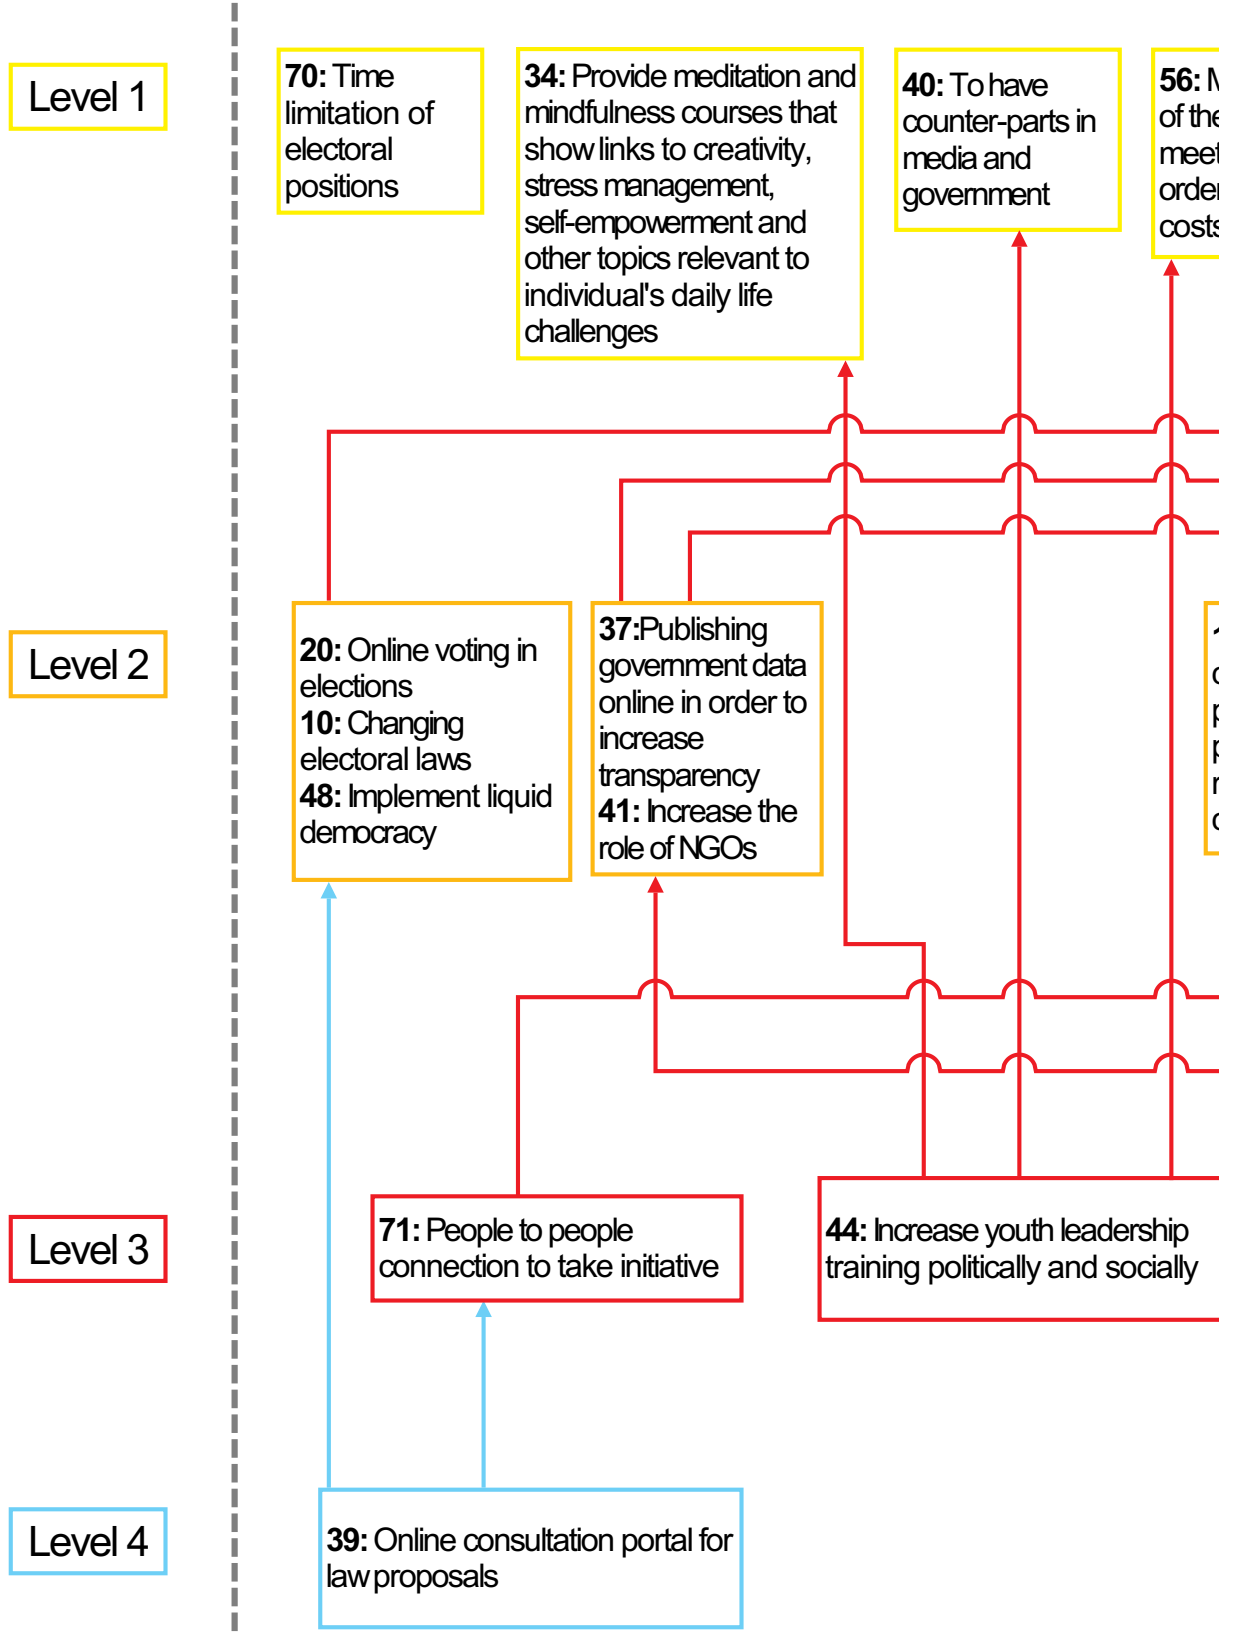 Level 1
70: Time
limitation of
electoral
positions
34: Provide meditation and
mindfulness courses that
show links to creativity,
stress management,
self-empowerment and
other topics relevant to
individual's daily life
challenges
40: To have
counter-parts in
media and
government
56:
of the
costs
Level 2
20: Online voting in
elections
10: Changing
electoral laws
48: Implement liquid
democracy
37:Publishing
government data
online in order to
increase
transparency
41: Increase the
role of NGOs
Level 3
71: People to people
connection to take initiative
44: Increase youth leadership
training politically and socially
Level 4
39: Online consultation portal for
law proposals